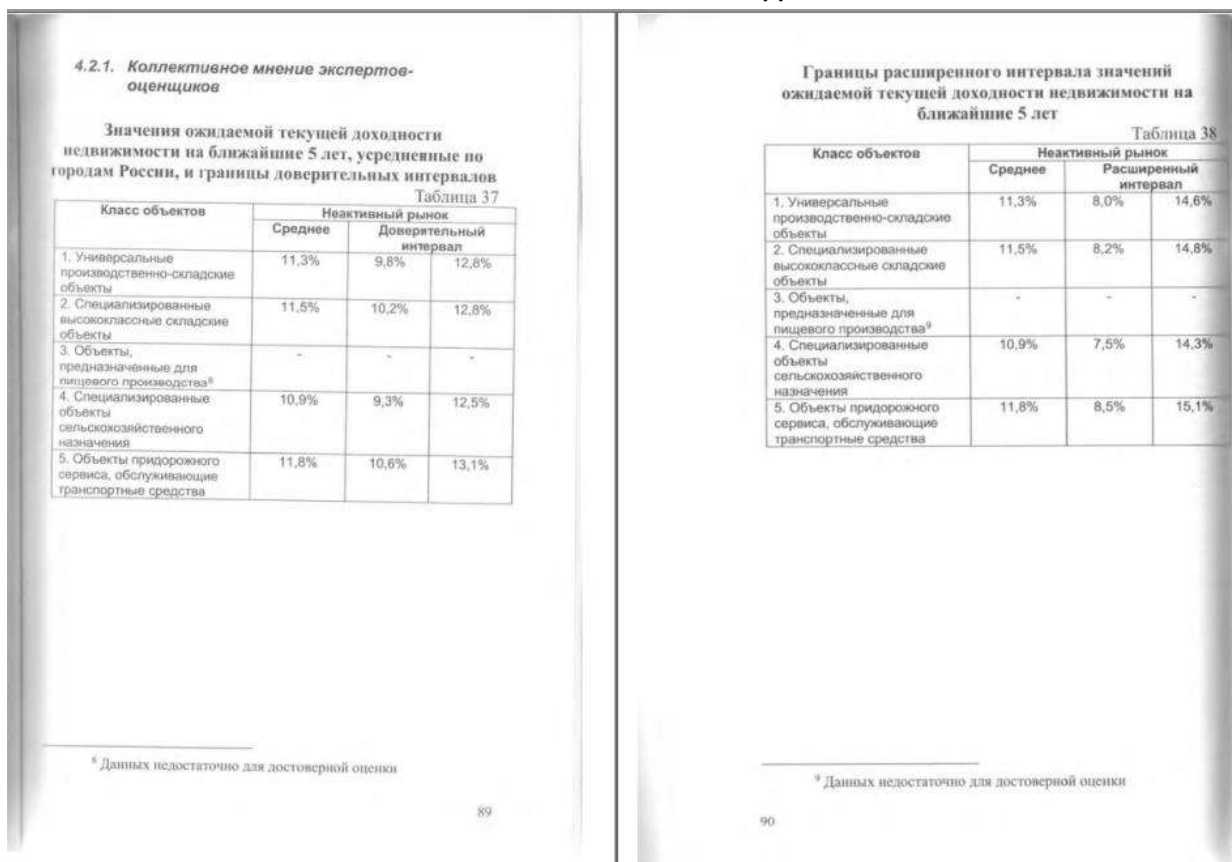 4.2.1. Коллективное мнение экспертов-
оценщиков
Значения ожидаемой текущей доходности
недвижимости на ближайшие 5 лет, усредненные по
городам России, и границы доверительных интервалов
Таблица 37
Класс объектов Неактивный рынок
Среднее Доверительный
интервал
1. Универсальные 11,3% 9,8% 12,8%
производственно-складские
объекты
2. Специализированные 11,5% 10,2% 12,8%
высококлассные складские
объекты
3. Объекты, - - -
предназначенные для
пищевого производства⁸
4. Специализированные 10,9% 9,3% 12,5%
объекты
сельскохозяйственного
назначения
5. Объекты придорожного 11,8% 10,6% 13,1%
сервиса, обслуживающие
транспортные средства
⁸ Данных недостаточно для достоверной оценки
89
Границы расширенного интервала значений
ожидаемой текущей доходности недвижимости на
ближайшие 5 лет
Таблица 38
Класс объектов Неактивный рынок
Среднее Расширенный
интервал
1. Универсальные 11,3% 8,0% 14,6%
производственно-складские
объекты
2. Специализированные 11,5% 8,2% 14,8%
высококлассные складские
объекты
3. Объекты, - - -
предназначенные для
пищевого производства⁹
4. Специализированные 10,9% 7,5% 14,3%
объекты
сельскохозяйственного
назначения
5. Объекты придорожного 11,8% 8,5% 15,1%
сервиса, обслуживающие
транспортные средства
⁹ Данных недостаточно для достоверной оценки
90